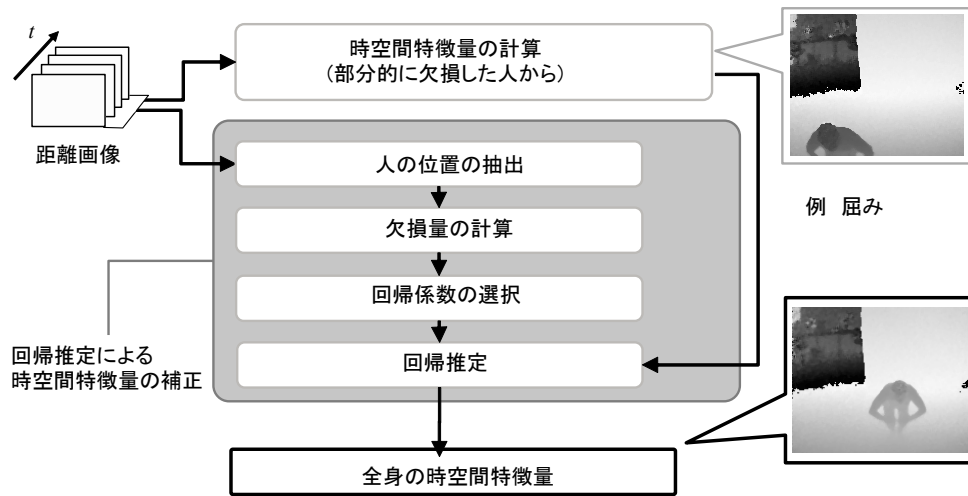 t
距離画像
時空間特徴量の計算
(部分的に欠損した人から)
人の位置の抽出
欠損量の計算
回帰係数の選択
回帰推定
例 屈み
回帰推定による
時空間特徴量の補正
全身の時空間特徴量